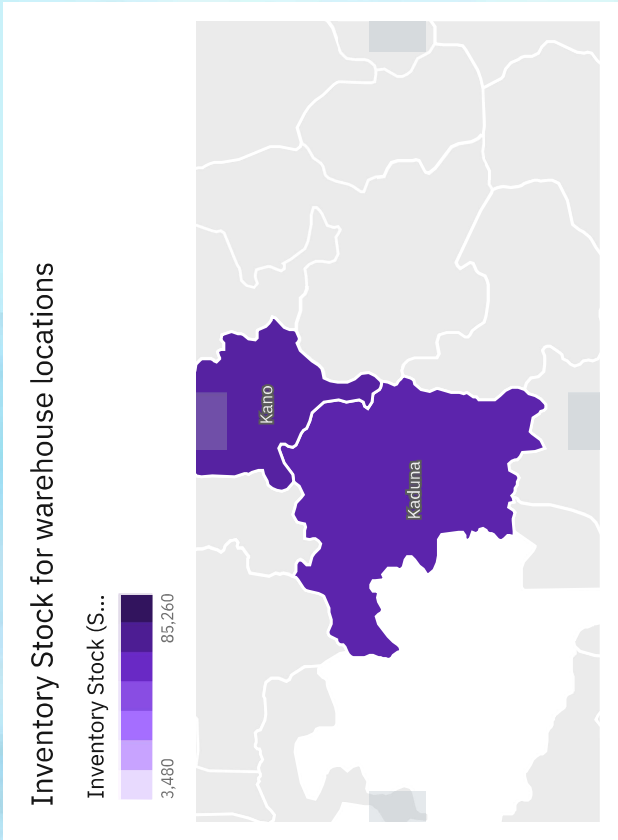 Inventory Stock for warehouse locations
Inventory Stock (S...
3,480
85,260
Kano
Kaduna